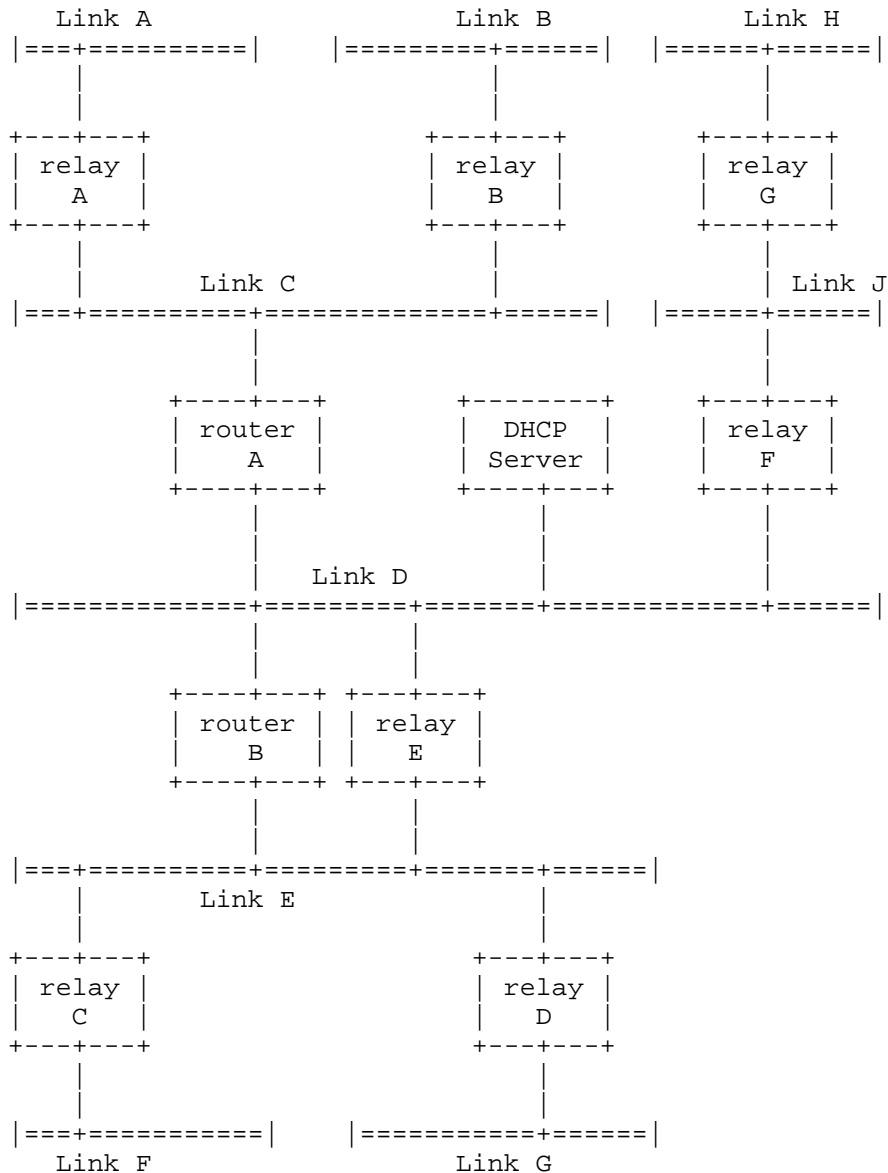 Link A Link B Link H
relay relay relay
A B G
Link C Link J
router DHCP relay
A Server F
Link D
router relay
B E
Link E
relay relay
C D
Link F Link G